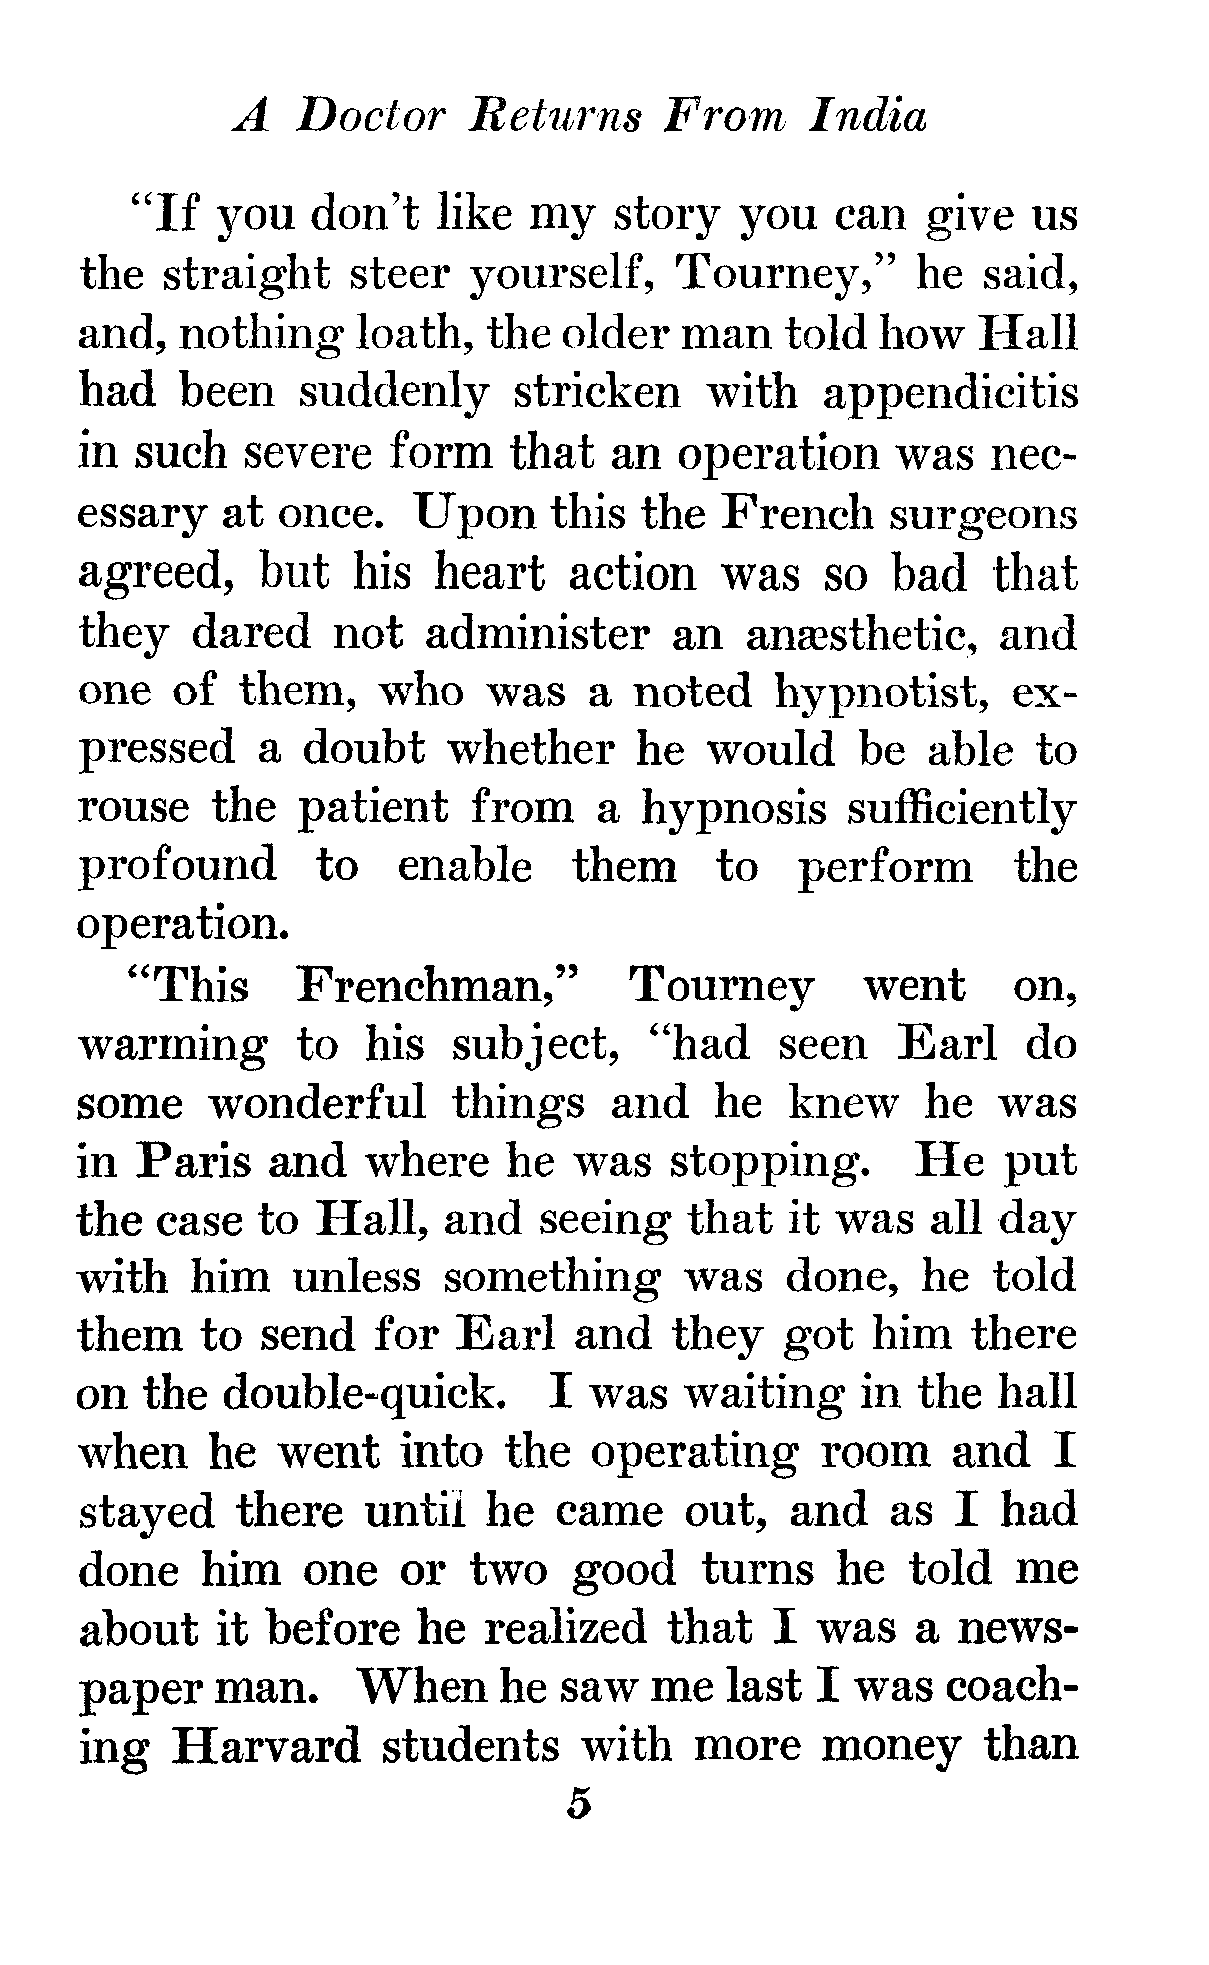 A Doctor Returns From India
“If you don’t like my story you can give us
the straight steer yourself, Tourney,” he said,
and, nothing loath, the older man told how Hall
had been suddenly stricken with appendicitis
in such severe form that an operation was nec-
essary at once. Upon this the French surgeons
agreed, but his heart action was so bad that
they dared not administer an anæsthetic, and
one of them, who was a noted hypnotist, ex-
pressed a doubt whether he would be able to
rouse the patient from a hypnosis sufficiently
profound to enable them to perform the
operation.
“This Frenchman,” Tourney went on,
warming to his subject, “had seen Earl do
some wonderful things and he knew he was
in Paris and where he was stopping. He put
the case to Hall, and seeing that it was all day
with him unless something was done, he told
them to send for Earl and they got him there
on the double-quick. I was waiting in the hall
when he went into the operating room and I
stayed there until he came out, and as I had
done him one or two good turns he told me
about it before he realized that I was a news-
paper man. When he saw me last I was coach-
ing Harvard students with more money than
5